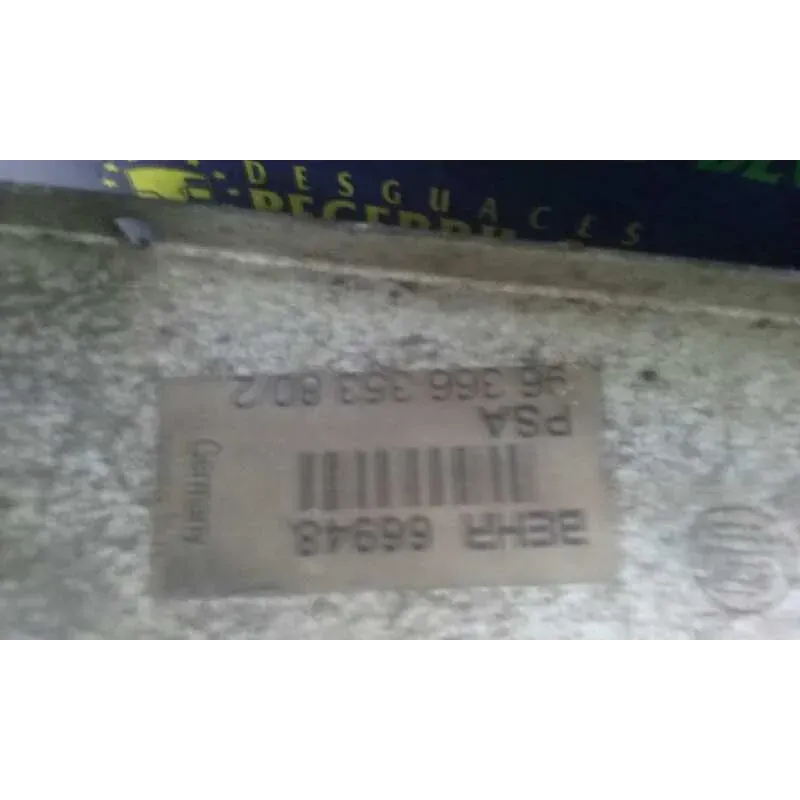 DESGUACES
BEHR 66948
PSA
96 366 353 80/2
Germany